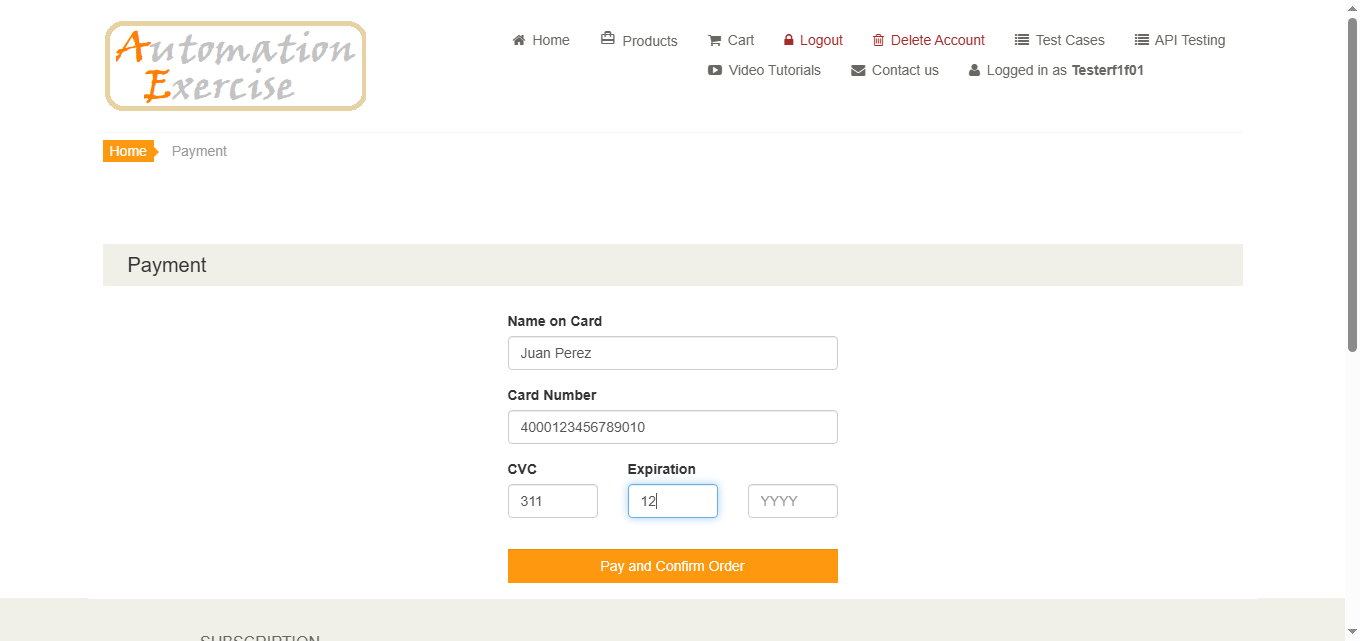 Automation
Exercise
Home Products Cart Logout Delete Account Test Cases API Testing
Video Tutorials Contact us Logged in as Testerf1f01
Home Payment
Payment
Name on Card
Juan Perez
Card Number
4000123456789010
CVC Expiration
311 12 YYYY
Pay and Confirm Order
SUBSCRIPTION